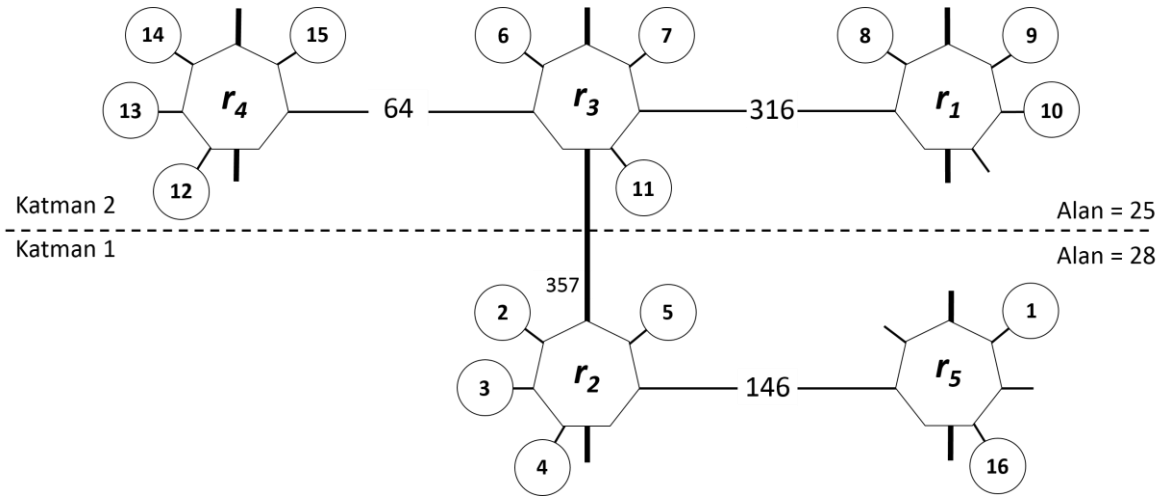 14 15 6 7 8 9
r4 r3 r1
13 64 316 10
12 11
Katman 2 Alan = 25
Katman 1 Alan = 28
357
2 5 1
r2 r5
3 146
4 16